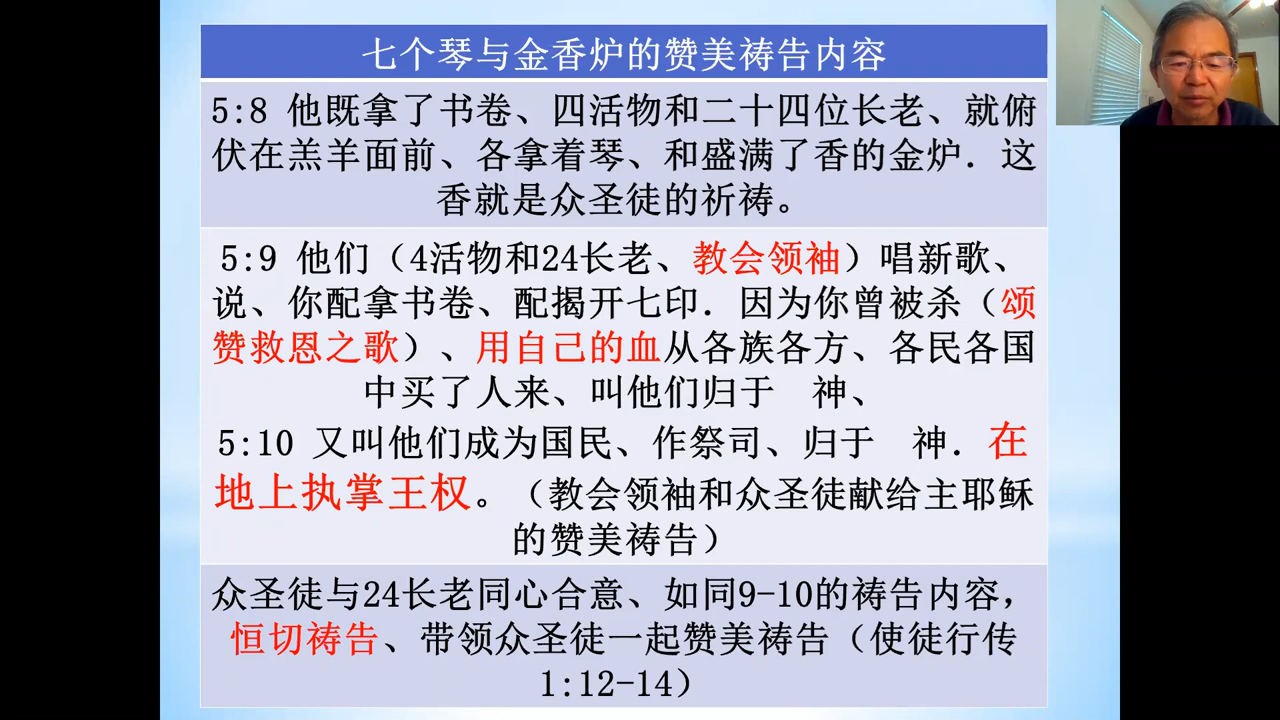 七个琴与金香炉的赞美祷告内容
5:8 他既拿了书卷、四活物和二十四位长老、就俯
伏在羔羊面前、各拿着琴、和盛满了香的金炉．这
香就是众圣徒的祈祷。
5:9 他们（4活物和24长老、教会领袖）唱新歌、
说、你配拿书卷、配揭开七印．因为你曾被杀（颂
赞救恩之歌）、用自己的血从各族各方、各民各国
中买了人来、叫他们归于　神、
5:10 又叫他们成为国民、作祭司、归于　神．在
地上执掌王权。（教会领袖和众圣徒献给主耶稣
的赞美祷告）
众圣徒与24长老同心合意、如同9-10的祷告内容，
恒切祷告、带领众圣徒一起赞美祷告（使徒行传
1:12-14）